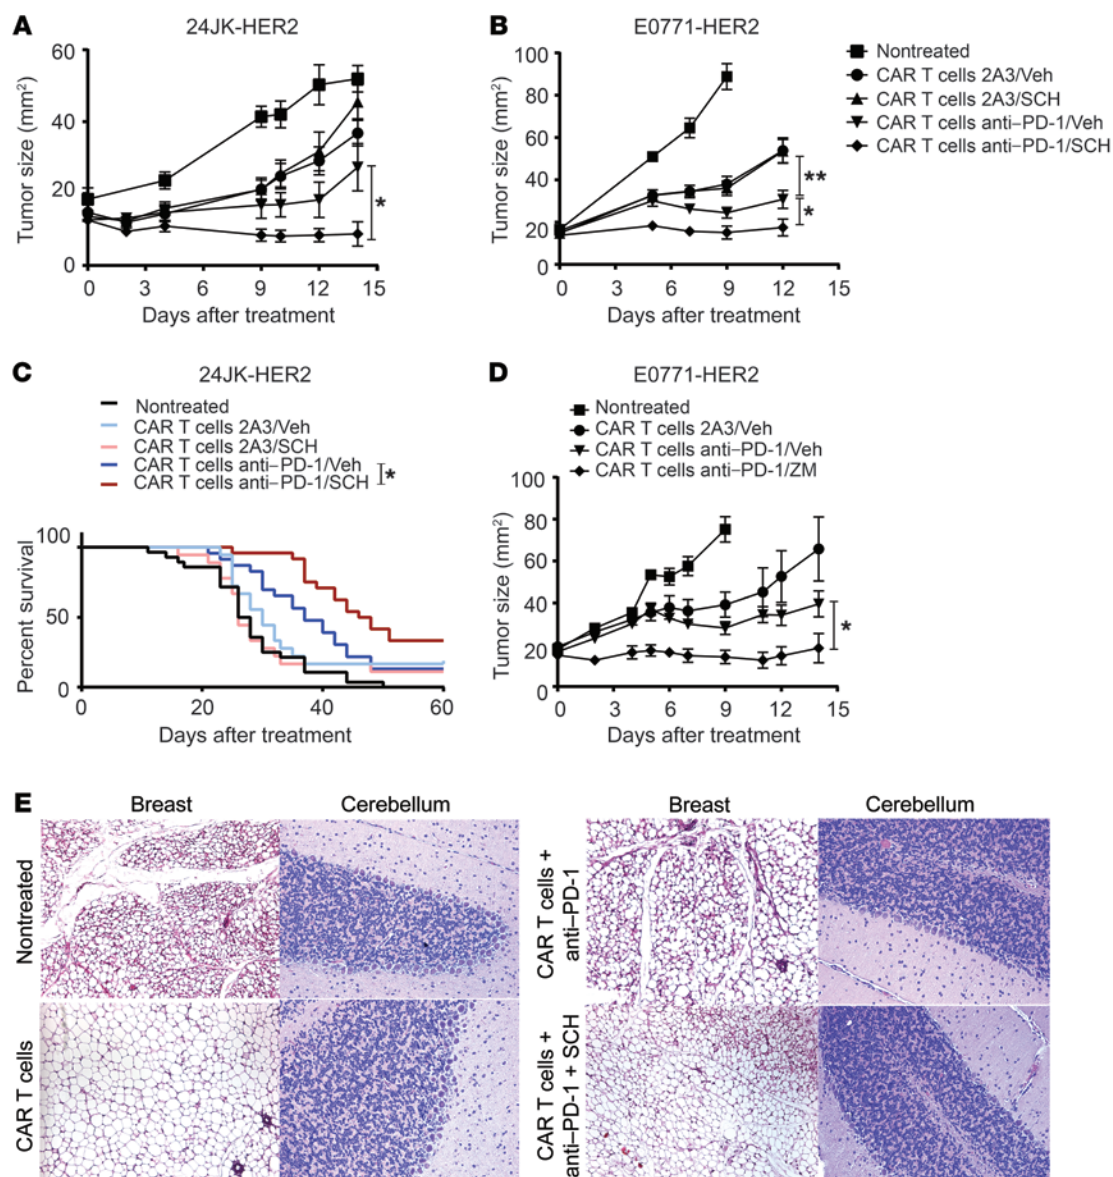 A
24JK-HER2
Tumor size (mm²)
60
40
20
0
0 3 6 9 12 15
Days after treatment
*
B
E0771-HER2
Tumor size (mm²)
100
80
60
40
20
0
0 3 6 9 12 15
Days after treatment
**
*
Nontreated
CAR T cells 2A3/Veh
CAR T cells 2A3/SCH
CAR T cells anti–PD-1/Veh
CAR T cells anti–PD-1/SCH
C
24JK-HER2
Nontreated
CAR T cells 2A3/Veh
CAR T cells 2A3/SCH
CAR T cells anti–PD-1/Veh
CAR T cells anti–PD-1/SCH
*
Percent survival
100
50
0
0 20 40 60
Days after treatment
D
E0771-HER2
Nontreated
CAR T cells 2A3/Veh
CAR T cells anti–PD-1/Veh
CAR T cells anti–PD-1/ZM
Tumor size (mm²)
100
80
60
40
20
0
0 3 6 9 12 15
Days after treatment
*
E
Breast Cerebellum
Nontreated
CAR T cells
Breast Cerebellum
CAR T cells +
anti–PD-1
CAR T cells +
anti–PD-1 + SCH